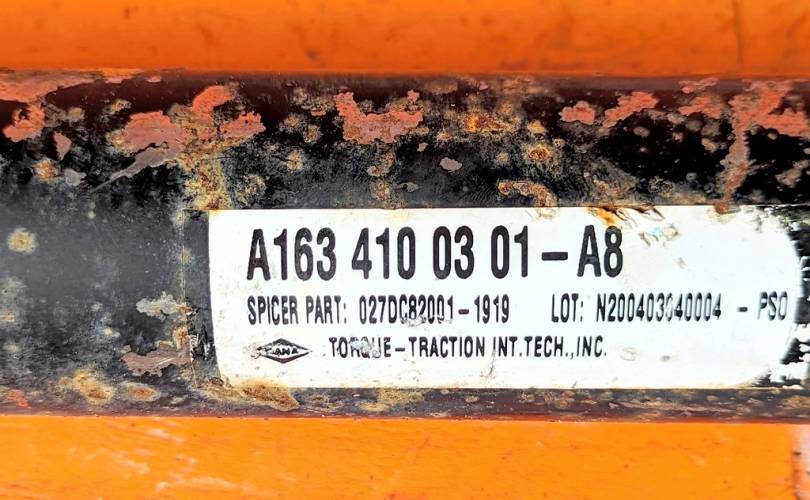 A163 410 03 01-A8
SPICER PART: 027DC82001-1919 LOT: N200403040004 - PSO
DANA TORQUE-TRACTION INT.TECH.,INC.